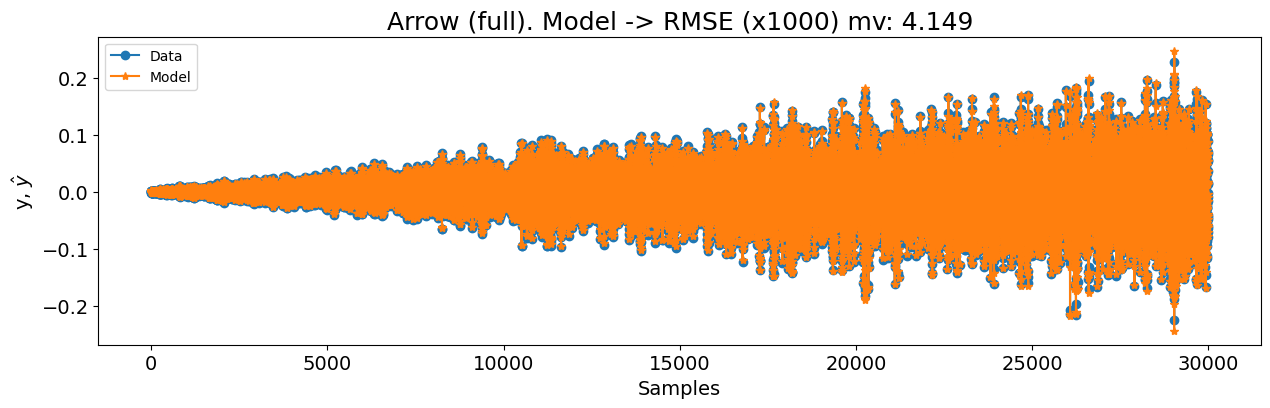 Arrow (full). Model -> RMSE (x1000) mv: 4.149
Data
Model
0.2
0.1
0.0
−0.1
−0.2
y, ŷ
0 5000 10000 15000 20000 25000 30000
Samples